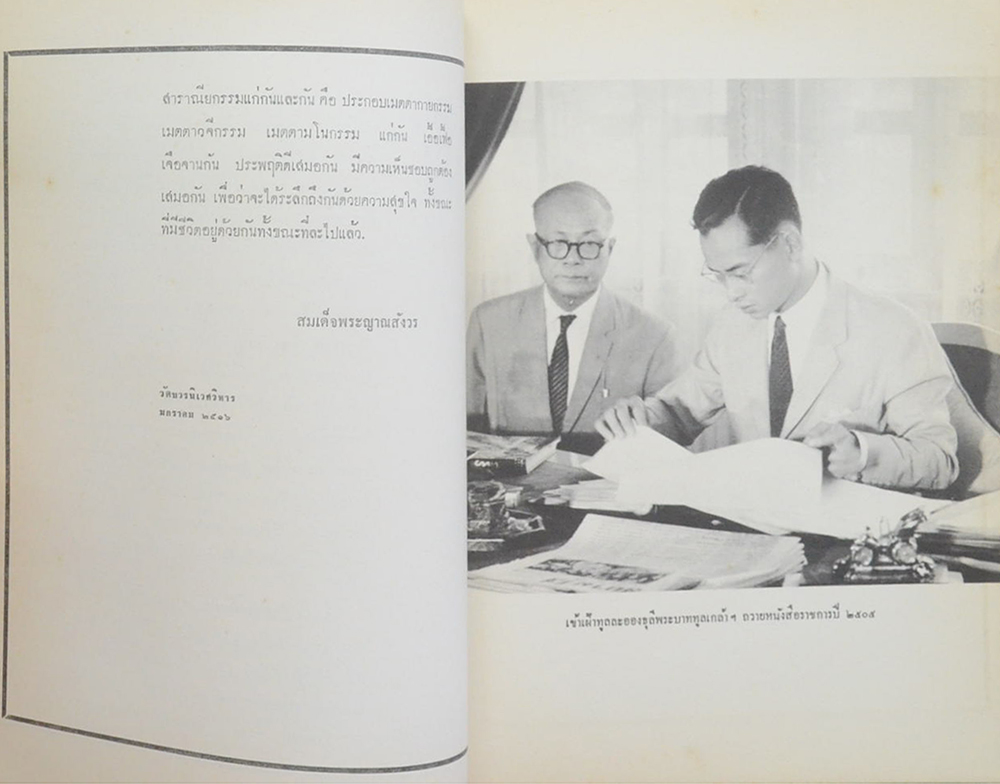 สาราณียกรรมแก่กันและกัน คือ ประกอบเมตตากายกรรม
เมตตาวจีกรรม เมตตามโนกรรม แก่กัน เอื้อเฟื้อ
เจือจานกัน ประพฤติดีเสมอกัน มีความเห็นชอบถูกต้อง
เสมอกัน เพื่อว่าจะได้ระลึกถึงกันด้วยความสุขใจ ทั้งขณะ
ที่มีชีวิตอยู่ด้วยกันทั้งขณะที่ละไปแล้ว.
สมเด็จพระญาณสังวร
วัดบวรนิเวศวิหาร
มกราคม ๒๕๑๖
เข้าเฝ้าทูลละอองธุลีพระบาททูลเกล้า ฯ ถวายหนังสือราชการปี ๒๕๐๕